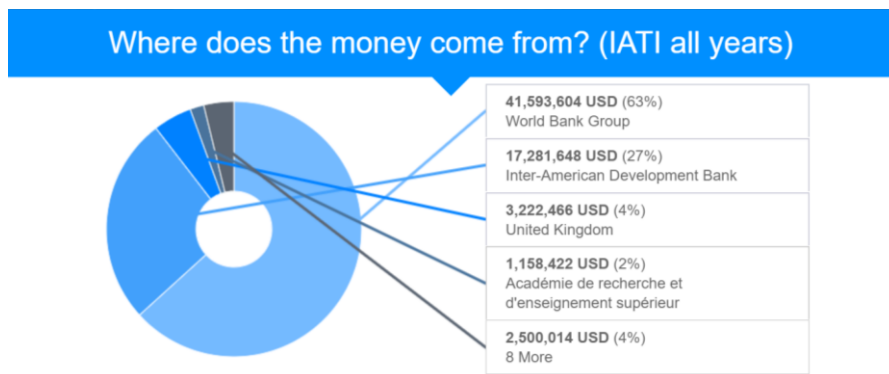 Where does the money come from? (IATI all years)
41,593,604 USD (63%)
World Bank Group
17,281,648 USD (27%)
Inter-American Development Bank
3,222,466 USD (4%)
United Kingdom
1,158,422 USD (2%)
Académie de recherche et
d'enseignement supérieur
2,500,014 USD (4%)
8 More